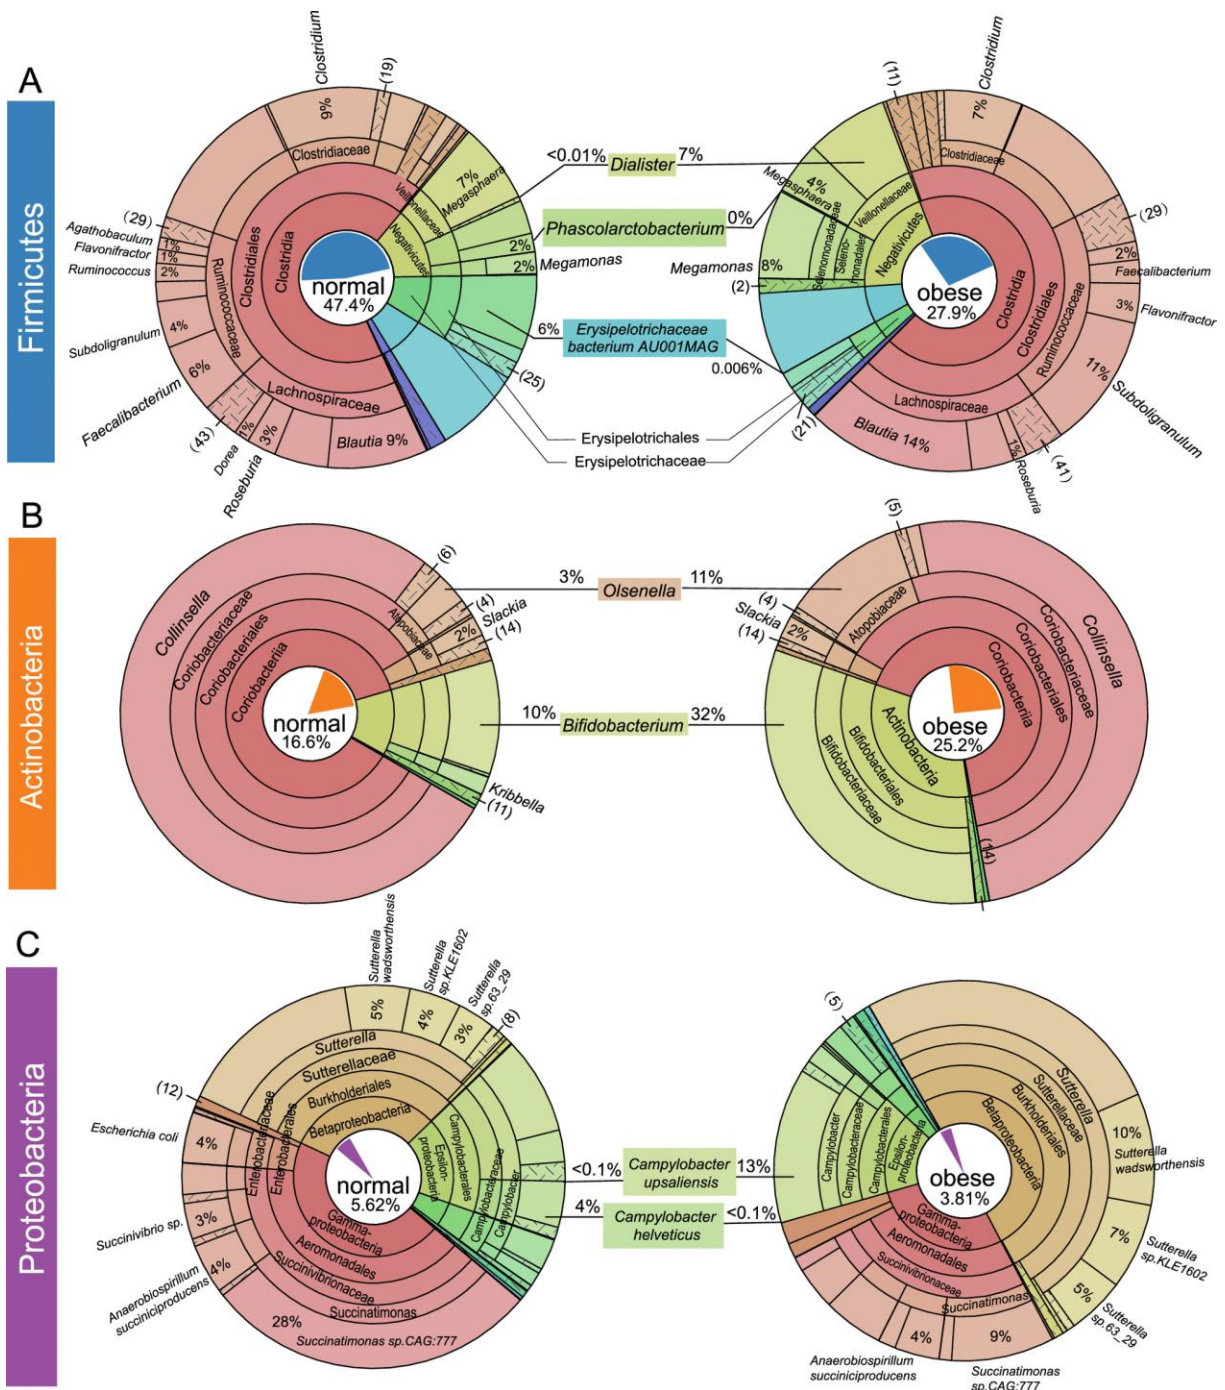 A
Firmicutes
Clostridium
9%
(19)
Clostridiaceae
Veillonellaceae
7%
Megasphaera
Negativicutes
2%
2%
Megamonas
Clostridiales
Clostridia
normal
47.4%
(29)
Agathobaculum
1%
Flavonifractor
1%
Ruminococcus
2%
Ruminococcaceae
Subdoligranulum
4%
Faecalibacterium
6%
(43)
Dorea
1%
Roseburia
3%
Lachnospiraceae
Blautia 9%
(25)
<0.01%
Dialister
7%
Phascolarctobacterium
0%
6%
Erysipelotrichaceae
bacterium AU001MAG
0.006%
Erysipelotrichales
Erysipelotrichaceae
(11)
Clostridium
7%
Clostridiaceae
Megasphaera
4%
Veillonellaceae
Negativicutes
Selenomonadaceae
Seleno-
monadales
Megamonas
8%
(2)
obese
27.9%
Clostridia
Clostridiales
Ruminococcaceae
(29)
2%
Faecalibacterium
3%
Flavonifractor
11%
Subdoligranulum
Lachnospiraceae
Blautia 14%
(21)
1%
Roseburia
(41)
B
Actinobacteria
Collinsella
Coriobacteriaceae
Coriobacteriales
Coriobacteriia
normal
16.6%
Atopobiaceae
(6)
(4)
Slackia
2%
(14)
Kribbella
(11)
3%
Olsenella
11%
10%
Bifidobacterium
32%
(5)
(4)
Slackia
2%
(14)
Atopobiaceae
Coriobacteriia
Coriobacteriales
Coriobacteriaceae
Collinsella
obese
25.2%
Actinobacteria
Bifidobacteriales
Bifidobacteriaceae
(14)
C
Proteobacteria
Sutterella
wadsworthensis
5%
Sutterella
sp.KLE1602
4%
Sutterella
sp.63_29
3%
(8)
Sutterella
Sutterellaceae
Burkholderiales
Betaproteobacteria
(12)
Escherichia coli
4%
Enterobacteriaceae
Enterobacterales
Succinivibrio sp.
3%
Anaerobiospirillum
succiniciproducens
4%
normal
5.62%
Gamma-
proteobacteria
Aeromonadales
Succinivibrionaceae
Succinatimonas
28%
Succinatimonas sp.CAG:777
Epsilon-
proteobacteria
Campylobacterales
Campylobacteraceae
Campylobacter
<0.1%
Campylobacter
upsaliensis
13%
4%
Campylobacter
helveticus
<0.1%
(5)
Campylobacter
Campylobacteraceae
Campylobacterales
Epsilon-
proteobacteria
obese
3.81%
Betaproteobacteria
Burkholderiales
Sutterellaceae
Sutterella
10%
Sutterella
wadsworthensis
7%
Sutterella
sp.KLE1602
5%
Sutterella
sp.63_29
Gamma-
proteobacteria
Aeromonadales
Succinivibrionaceae
Succinatimonas
4%
9%
Anaerobiospirillum
succiniciproducens
Succinatimonas
sp.CAG:777